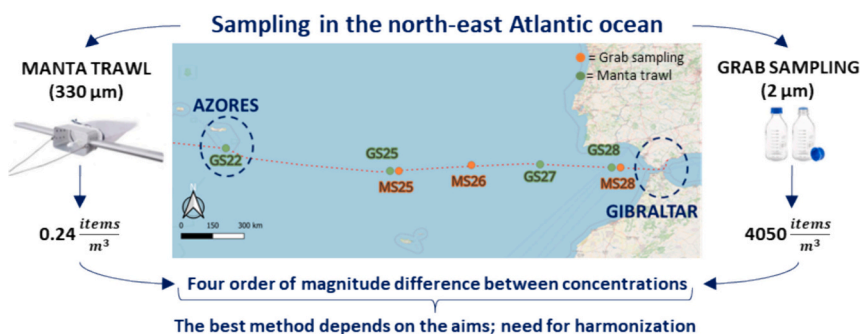 Sampling in the north-east Atlantic ocean
MANTA TRAWL
(330 μm)
GRAB SAMPLING
(2 μm)
= Grab sampling
= Manta trawl
AZORES
GS22
GS25
MS25
MS26
GS27
GS28
MS28
GIBRALTAR
N
0 150 300 km
0.24 items/m³
4050 items/m³
Four order of magnitude difference between concentrations
The best method depends on the aims; need for harmonization